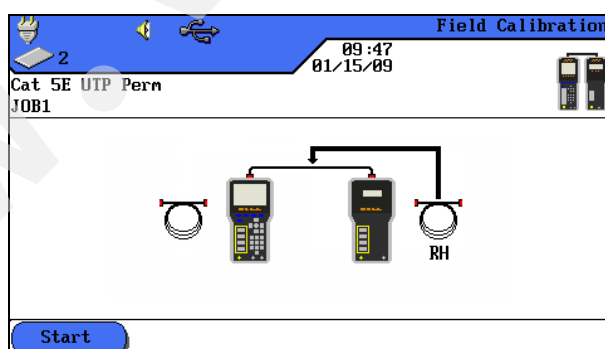 Field Calibration
2
09:47
01/15/09
Cat 5E UTP Perm
JOB1
RH
Start